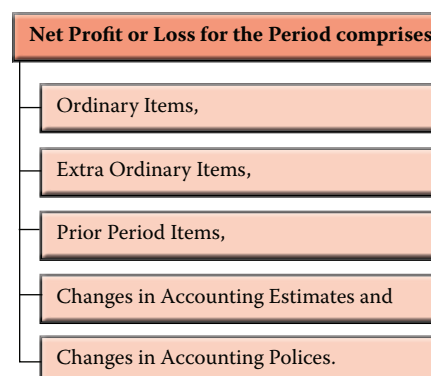 Net Profit or Loss for the Period comprises
Ordinary Items,
Extra Ordinary Items,
Prior Period Items,
Changes in Accounting Estimates and
Changes in Accounting Polices.